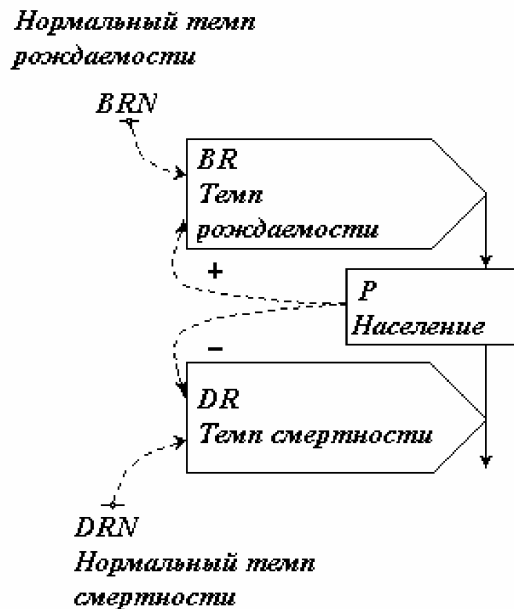 Нормальный темп
рождаемости
BRN
BR
Темп
рождаемости
+
P
Население
−
DR
Темп смертности
DRN
Нормальный темп
смертности